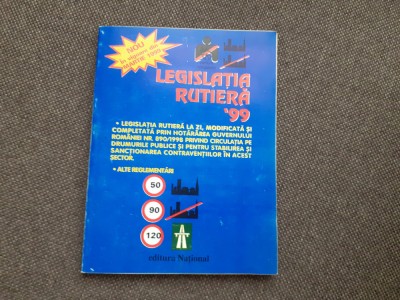 NOU
LEGISLAȚIA
RUTIERĂ
'99
• LEGISLAȚIA RUTIERĂ LA ZI, MODIFICATĂ ȘI
COMPLETATĂ PRIN HOTĂRÂREA GUVERNULUI
ROMÂNIEI NR. 890/1998 PRIVIND CIRCULAȚIA PE
DRUMURILE PUBLICE ȘI PENTRU STABILIREA ȘI
SANCȚIONAREA CONTRAVENȚIILOR ÎN ACEST
SECTOR.
• ALTE REGLEMENTĂRI
50
90
120
editura Național